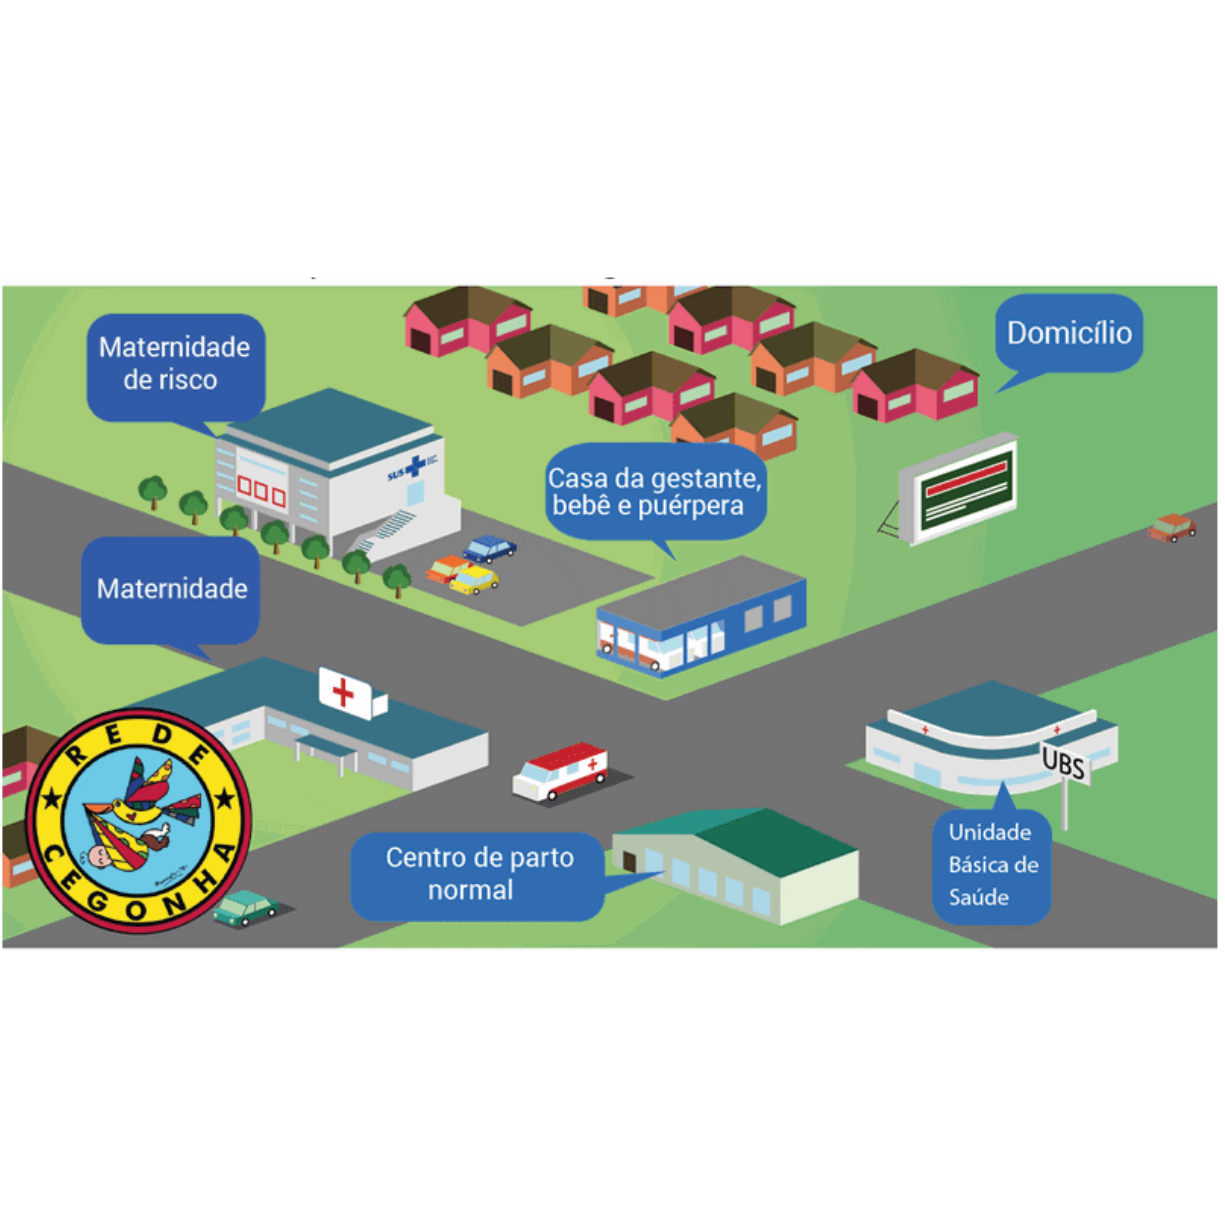 Domicílio
Maternidade
de risco
SUS
Casa da gestante,
bebê e puérpera
Maternidade
UBS
Unidade
Básica de
Saúde
Centro de parto
normal
REDE
CEGONHA